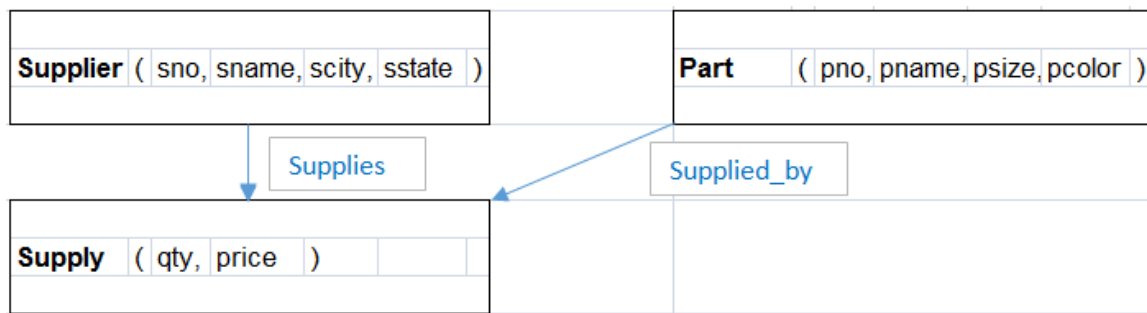 Supplier ( sno, sname, scity, sstate )
Part ( pno, pname, psize, pcolor )
Supplies
Supplied_by
Supply ( qty, price )